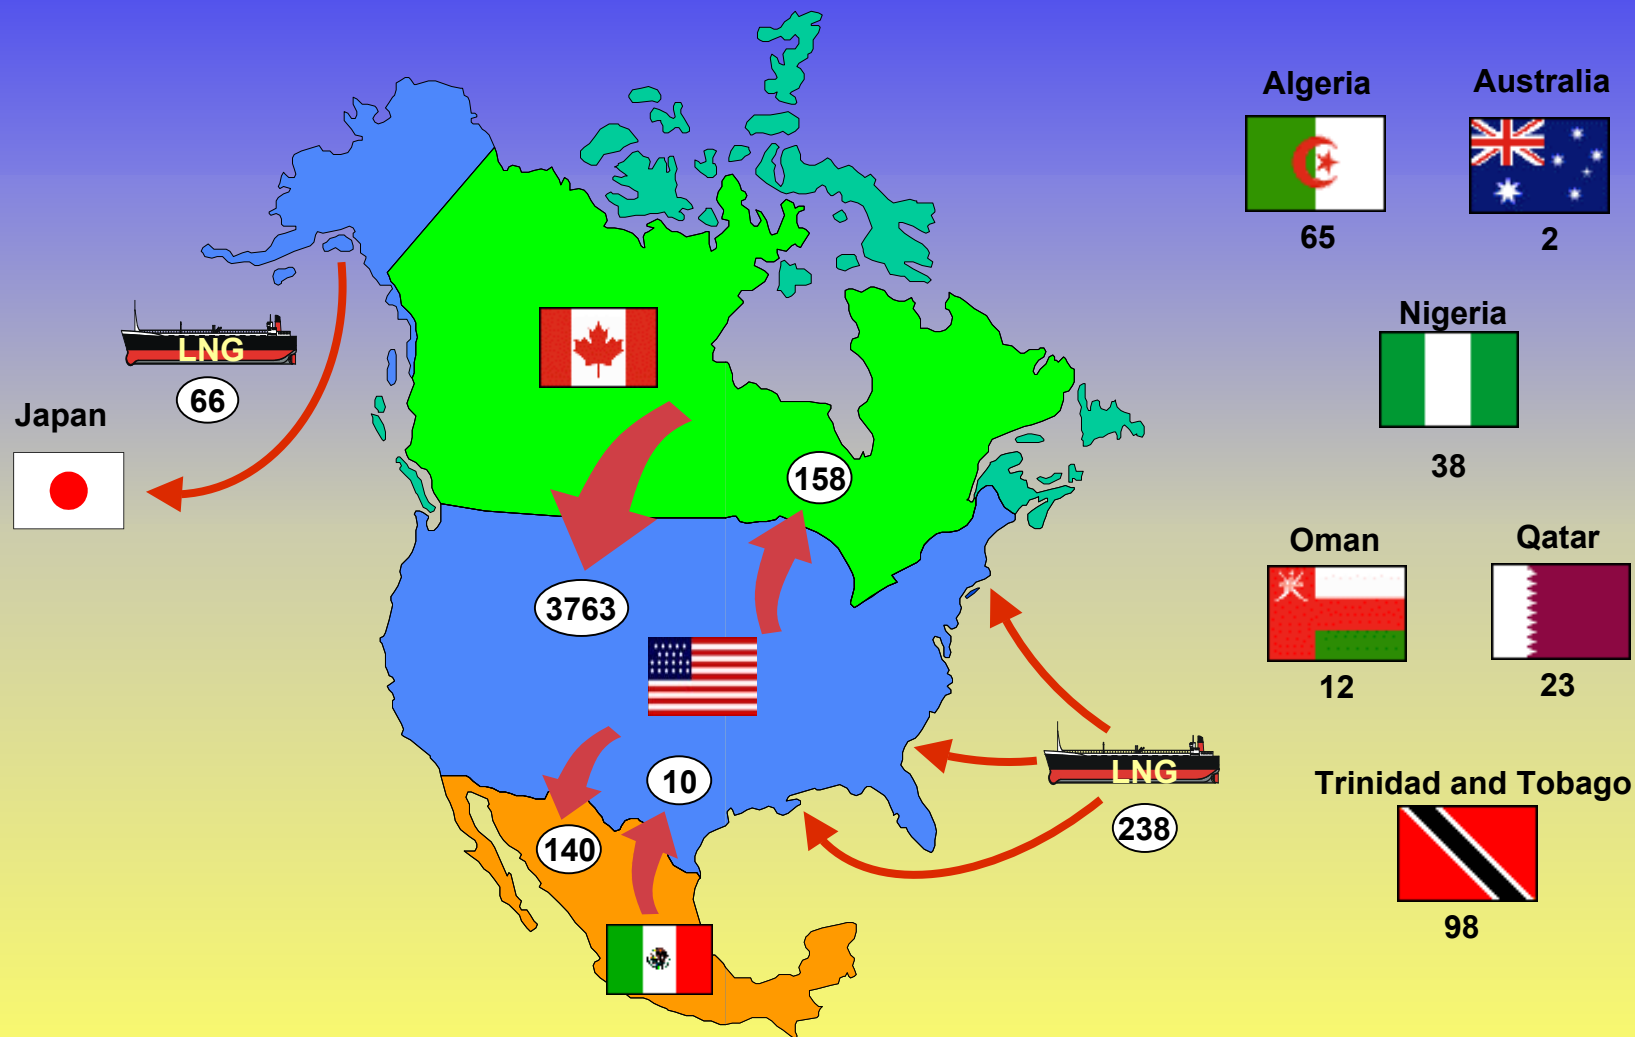 Algeria
65
Australia
2
Nigeria
38
LNG
66
Japan
158
3763
Oman
12
Qatar
23
10
140
LNG
238
Trinidad and Tobago
98